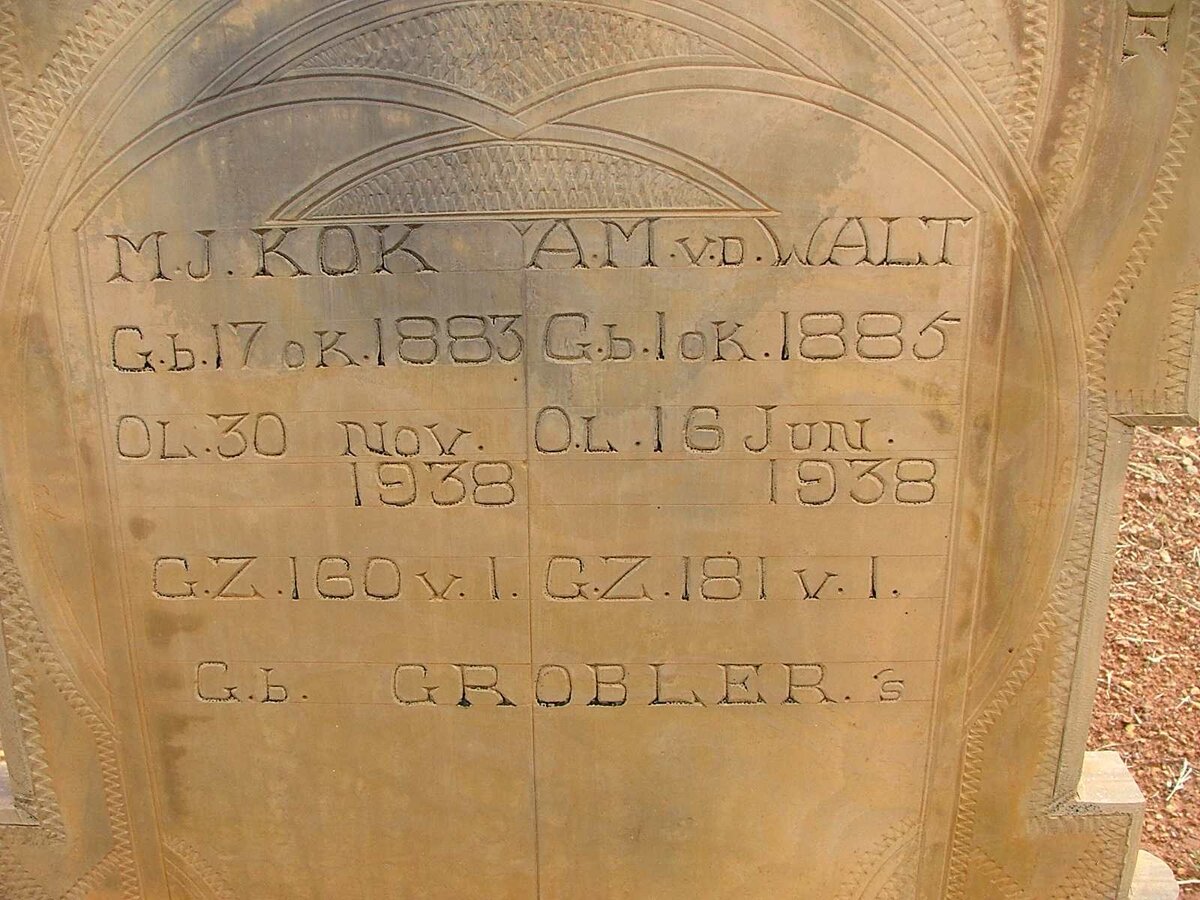 F
M.J. KOK 'A.M v.D. WALT
G.b.17 OK. 1883 G.b.1 OK. 1885
OL. 30 Nov. O.L. 16 Jun.
1938 1938
G.Z. 160 v. 1. G.Z. 181 v. 1.
G.b. GROBLER. s